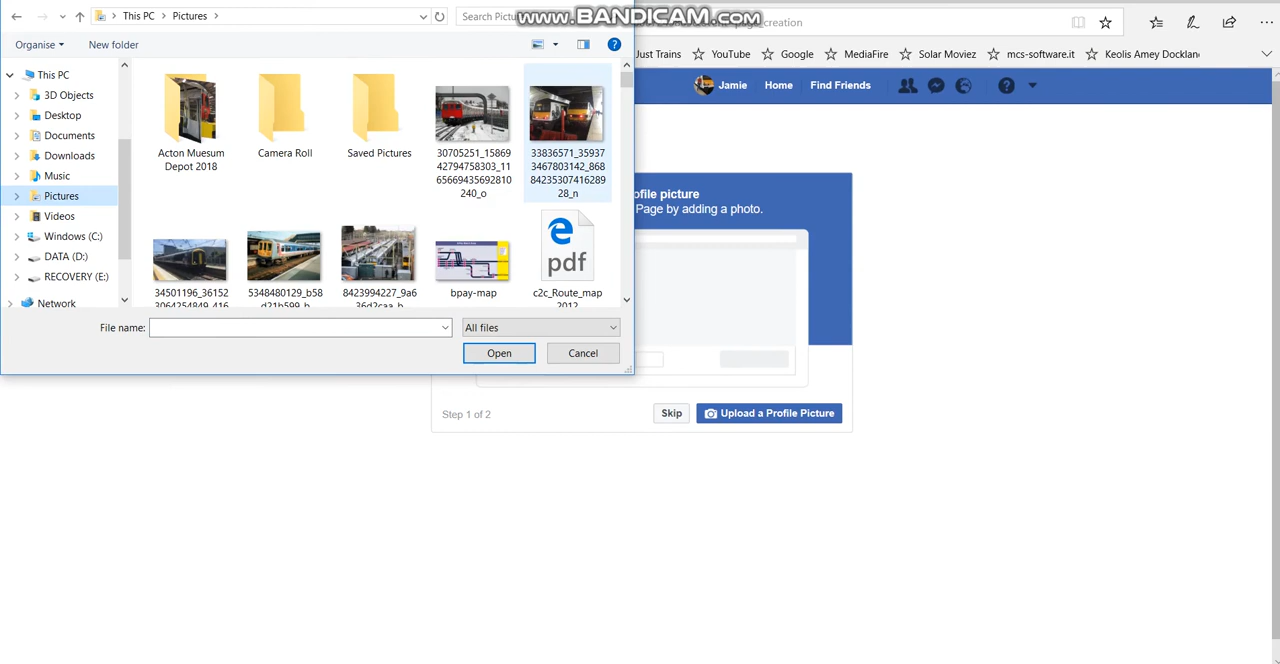 This PC
Pictures
Search Pictu
www.BANDICAM.com
page_creation
Organise
New folder
Just Trains
YouTube
Google
MediaFire
Solar Moviez
mcs-software.it
Keolis Amey Docklan
This PC
3D Objects
Desktop
Documents
Downloads
Music
Pictures
Videos
Windows (C:)
DATA (D:)
RECOVERY (E:)
Network
Acton Muesum
Depot 2018
Camera Roll
Saved Pictures
30705251_15869
42794758303_11
65669435692810
240_o
33836571_35937
3467803142_868
84235307416289
28_n
34501196_36152
5348480129_b58
8423994227_9a6
bpay-map
pdf
c2c_Route_map
2012
File name:
All files
Open
Cancel
Jamie
Home
Find Friends
ofile picture
Page by adding a photo.
Step 1 of 2
Skip
Upload a Profile Picture